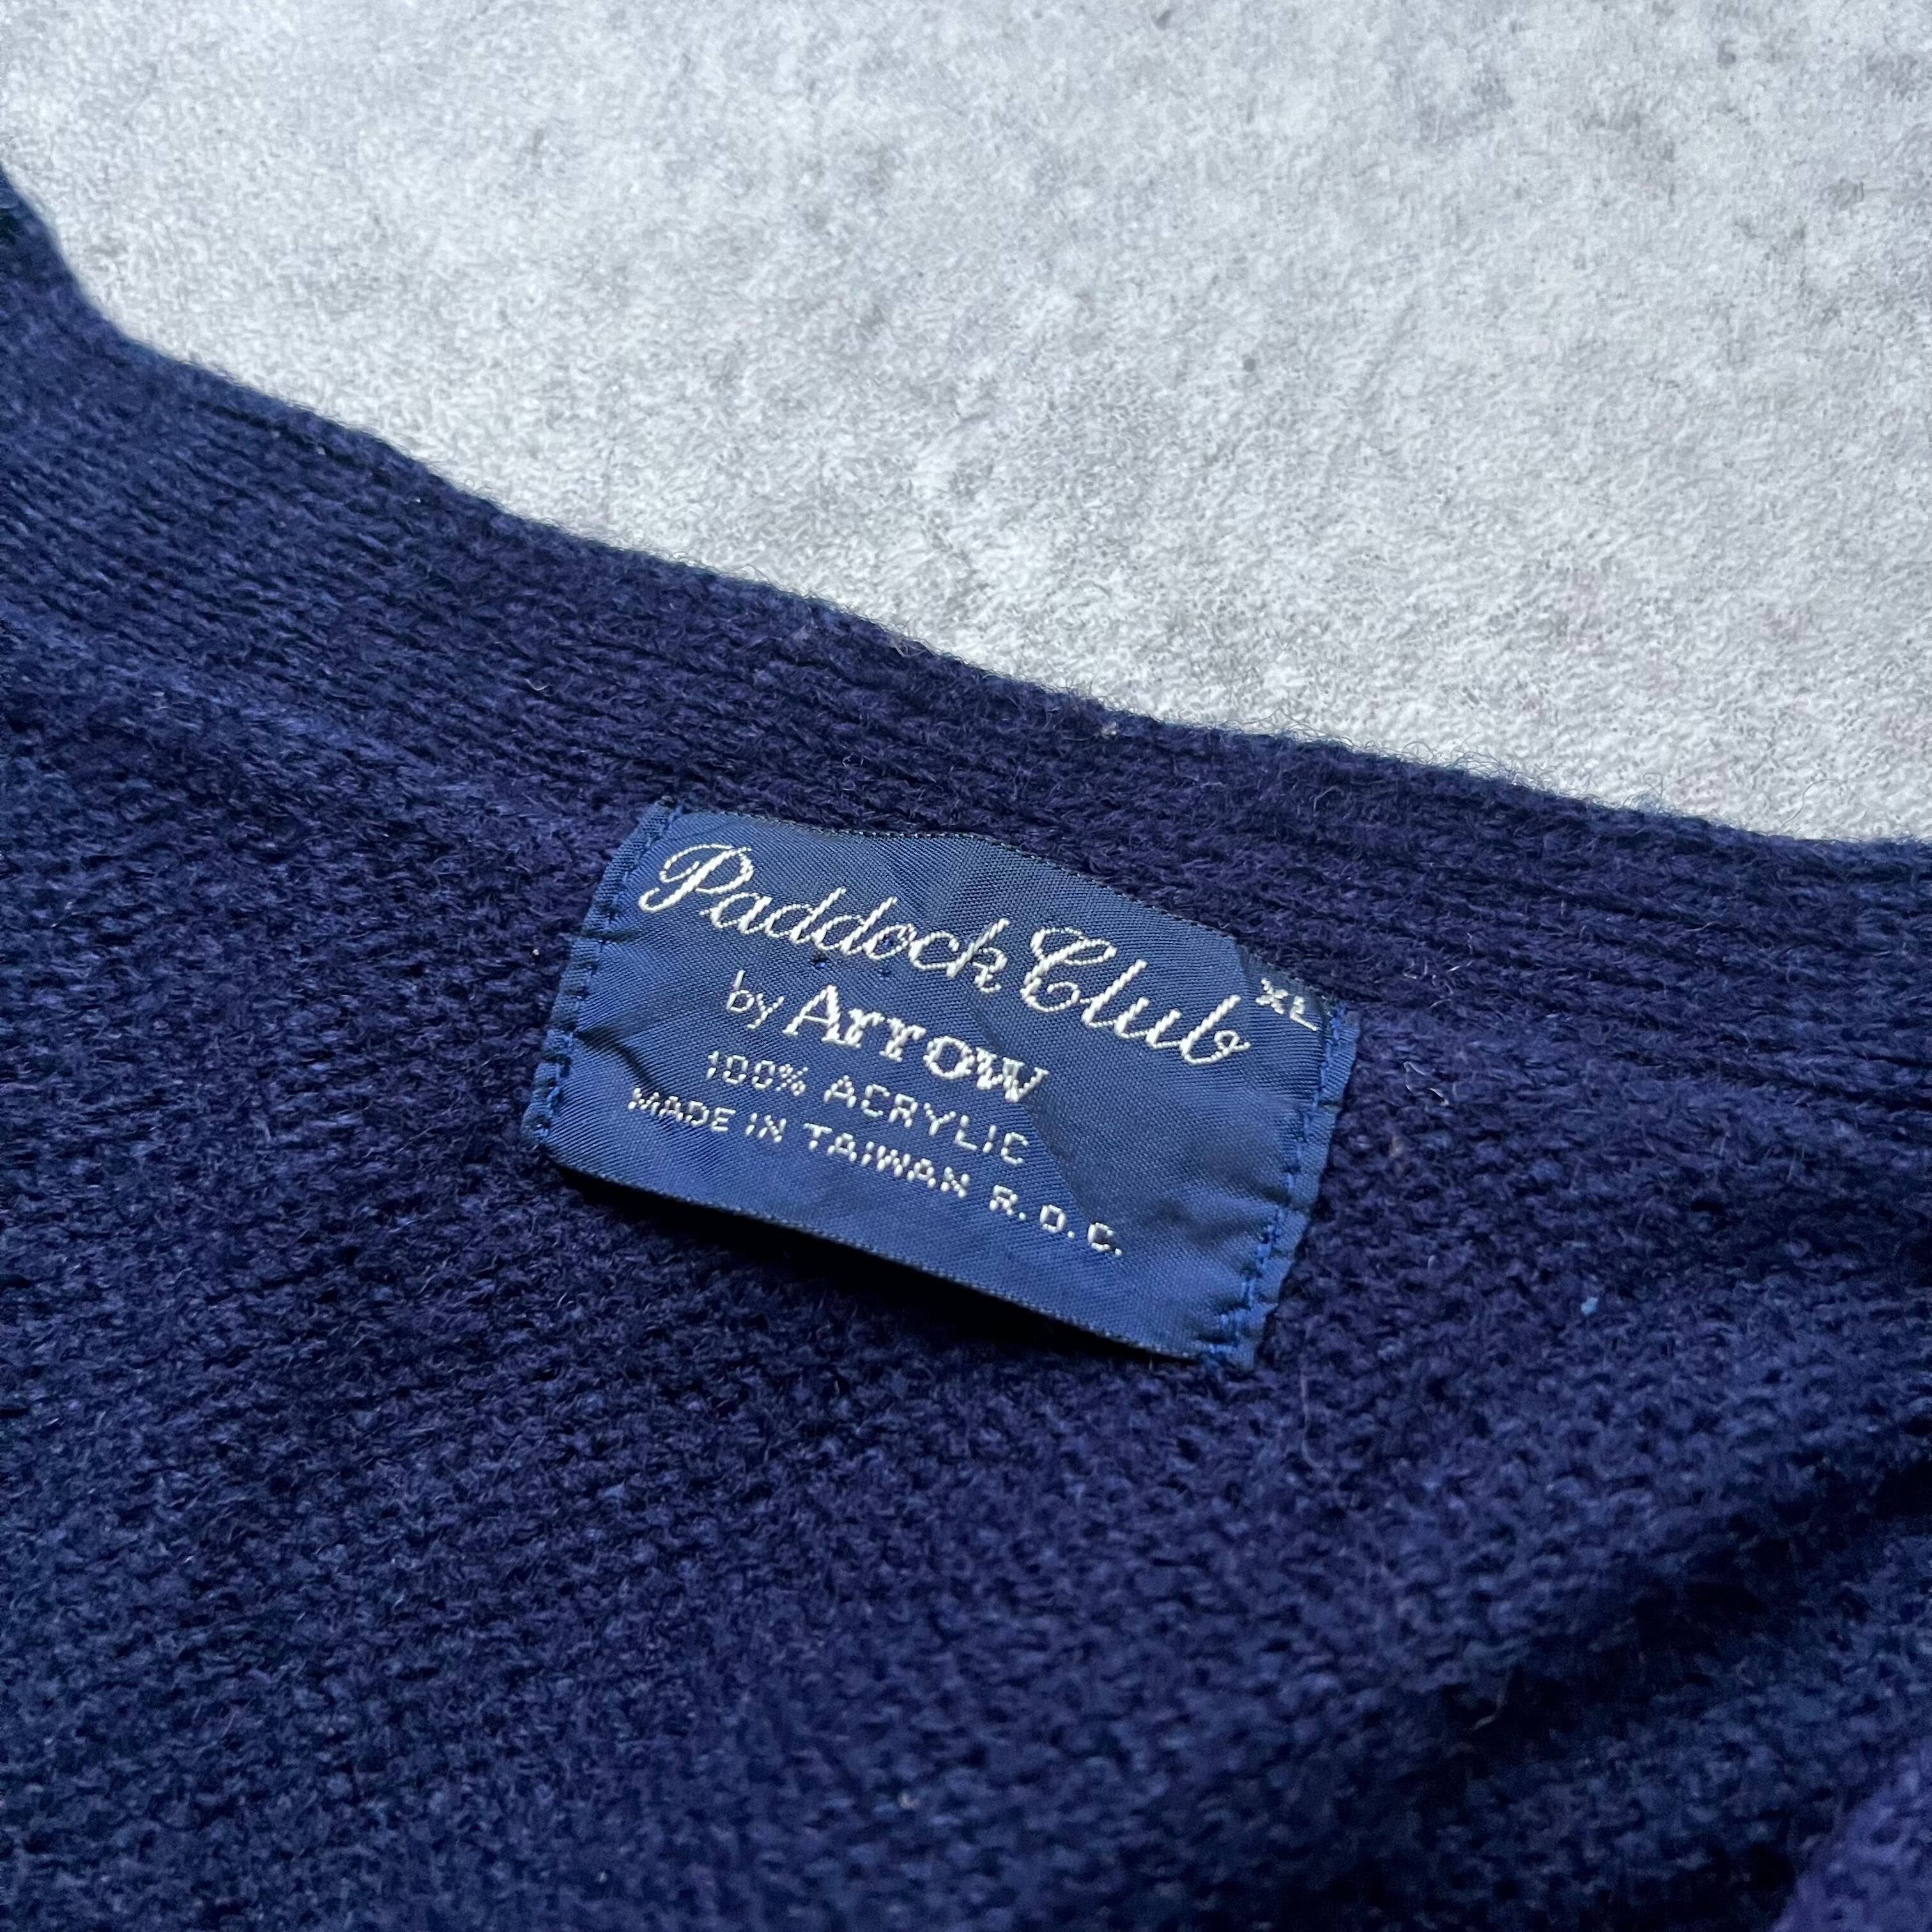 Paddock Club
XL
by Arrow
100% ACRYLIC
MADE IN TAIWAN R.O.C.